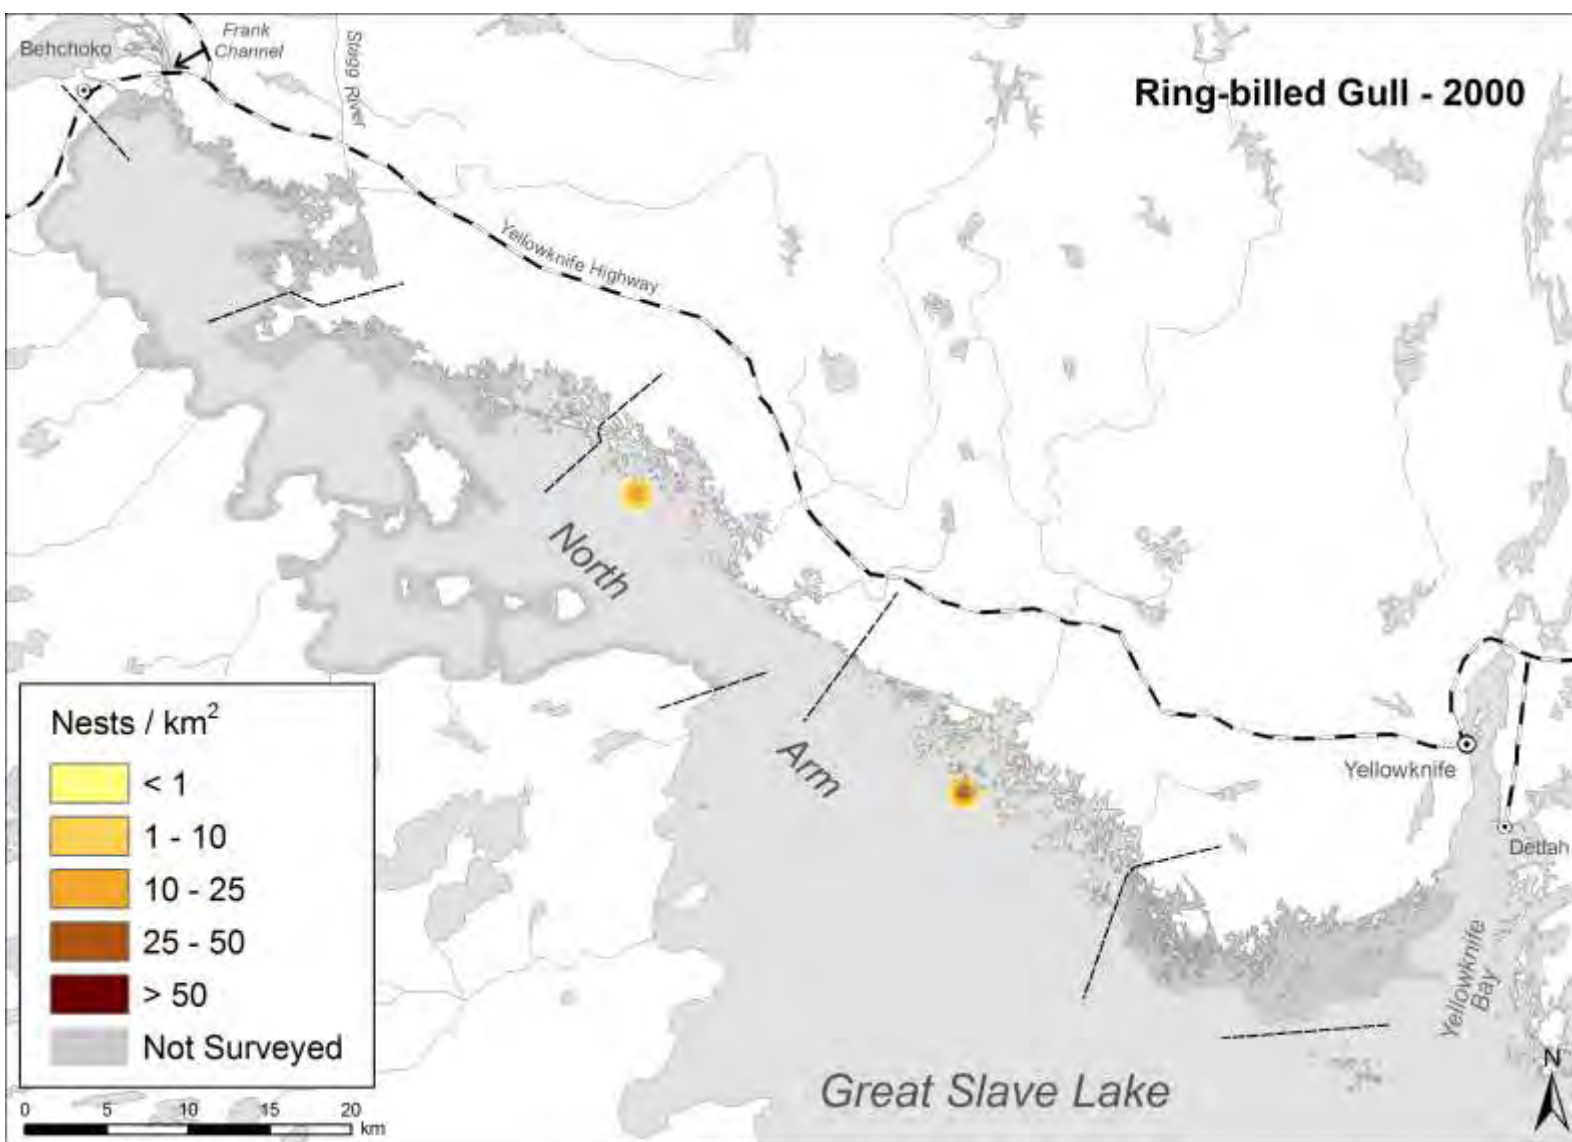 Behchoko
Frank
Channel
Stagg River
Ring-billed Gull - 2000
Yellowknife Highway
North
Arm
Yellowknife
Dettah
Yellowknife
Bay
Great Slave Lake
Nests / km2
< 1
1 - 10
10 - 25
25 - 50
> 50
Not Surveyed
0 5 10 15 20
km
N